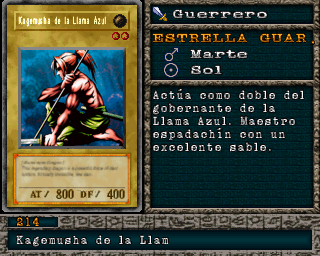 Kagemusha de la Llama Azul
AT/ 800 DF/ 400
Guerrero
ESTRELLA GUAR.
Marte
Sol
Actúa como doble del
gobernante de la
Llama Azul. Maestro
espadachín con un
excelente sable.
214
Kagemusha de la Llam